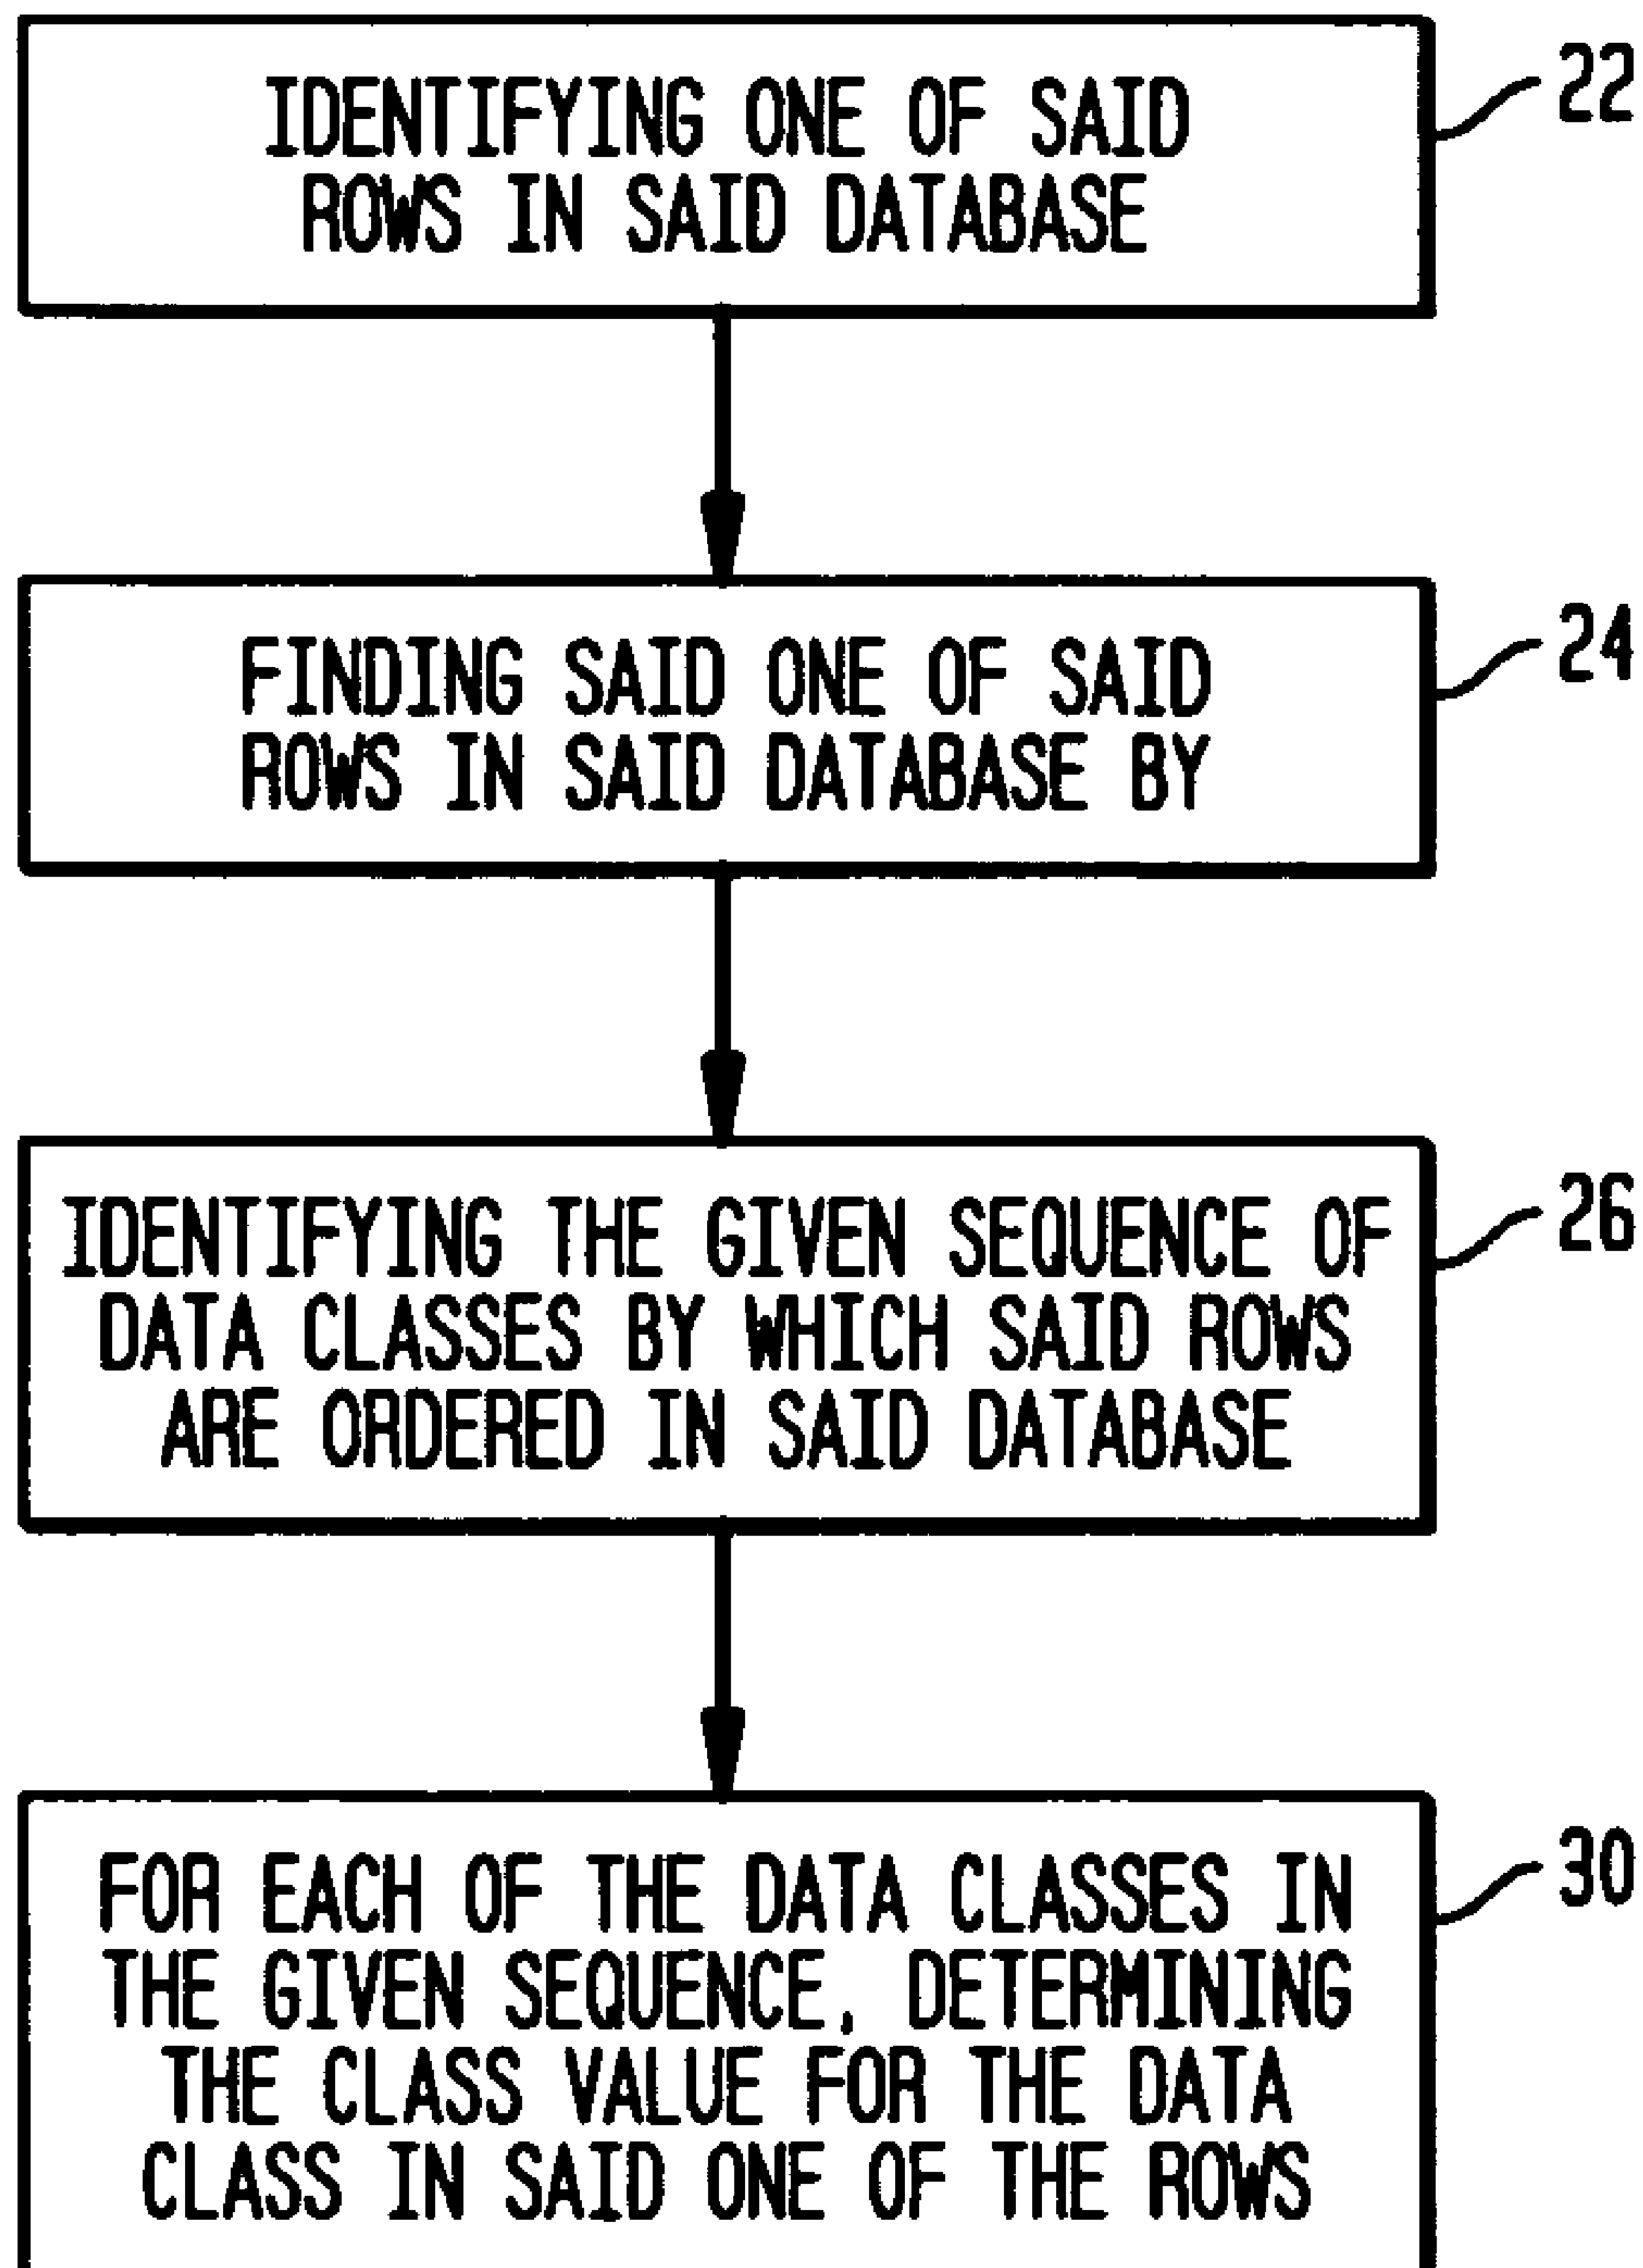 IDENTIFYING ONE OF SAID
ROWS IN SAID DATABASE
22
FINDING SAID ONE OF SAID
ROWS IN SAID DATABASE BY
24
IDENTIFYING THE GIVEN SEQUENCE OF
DATA CLASSES BY WHICH SAID ROWS
ARE ORDERED IN SAID DATABASE
26
FOR EACH OF THE DATA CLASSES IN
THE GIVEN SEQUENCE, DETERMINING
THE CLASS VALUE FOR THE DATA
CLASS IN SAID ONE OF THE ROWS
30